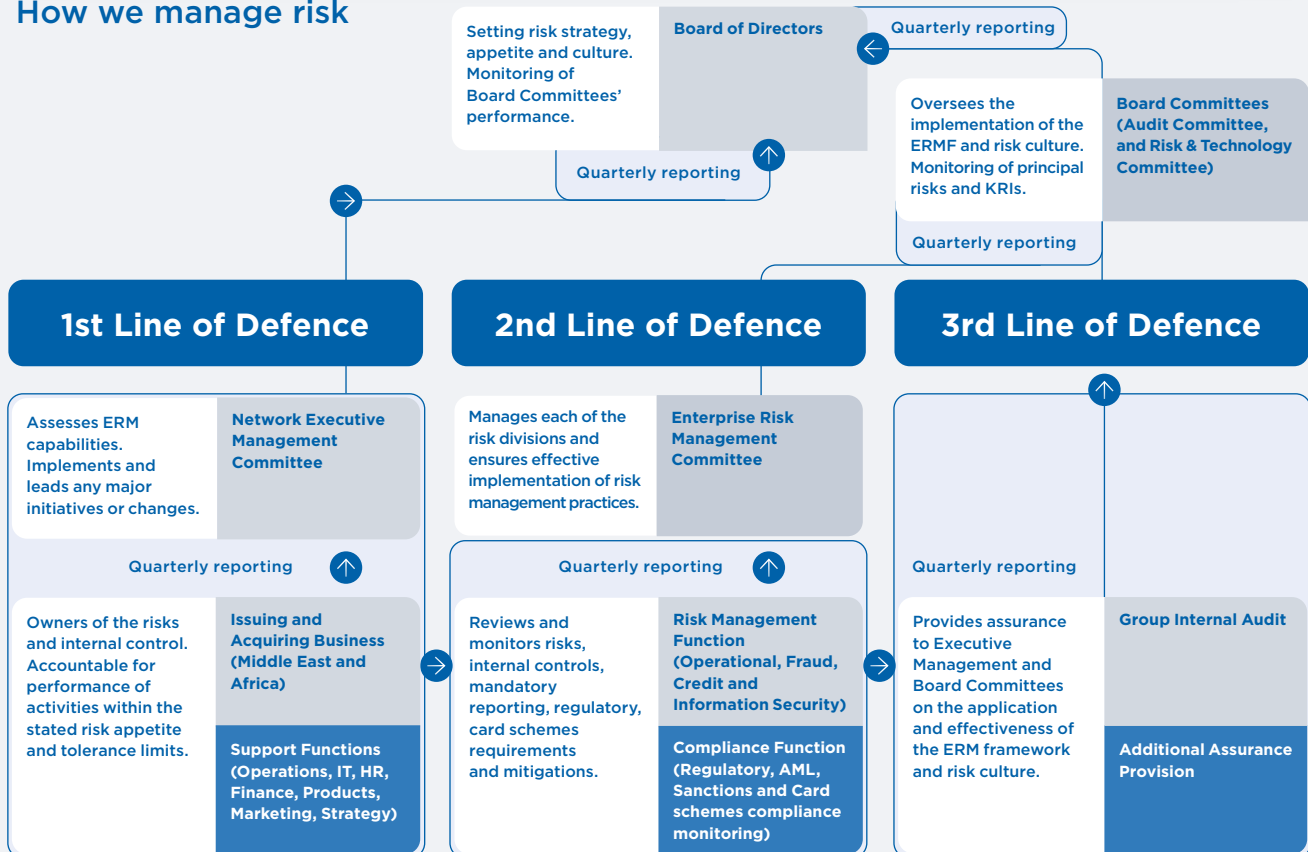 How we manage risk
Setting risk strategy,
appetite and culture.
Monitoring of
Board Committees’
performance.
Board of Directors
Quarterly reporting
Quarterly reporting
Oversees the
implementation of the
ERMF and risk culture.
Monitoring of principal
risks and KRIs.
Board Committees
(Audit Committee,
and Risk & Technology
Committee)
Quarterly reporting
1st Line of Defence
Assesses ERM
capabilities.
Implements and
leads any major
initiatives or changes.
Network Executive
Management
Committee
Quarterly reporting
Owners of the risks
and internal control.
Accountable for
performance of
activities within the
stated risk appetite
and tolerance limits.
Issuing and
Acquiring Business
(Middle East and
Africa)
Support Functions
(Operations, IT, HR,
Finance, Products,
Marketing, Strategy)
2nd Line of Defence
Manages each of the
risk divisions and
ensures effective
implementation of risk
management practices.
Enterprise Risk
Management
Committee
Quarterly reporting
Reviews and
monitors risks,
internal controls,
mandatory
reporting, regulatory,
card schemes
requirements
and mitigations.
Risk Management
Function
(Operational, Fraud,
Credit and
Information Security)
Compliance Function
(Regulatory, AML,
Sanctions and Card
schemes compliance
monitoring)
3rd Line of Defence
Quarterly reporting
Provides assurance
to Executive
Management and
Board Committees
on the application
and effectiveness of
the ERM framework
and risk culture.
Group Internal Audit
Additional Assurance
Provision